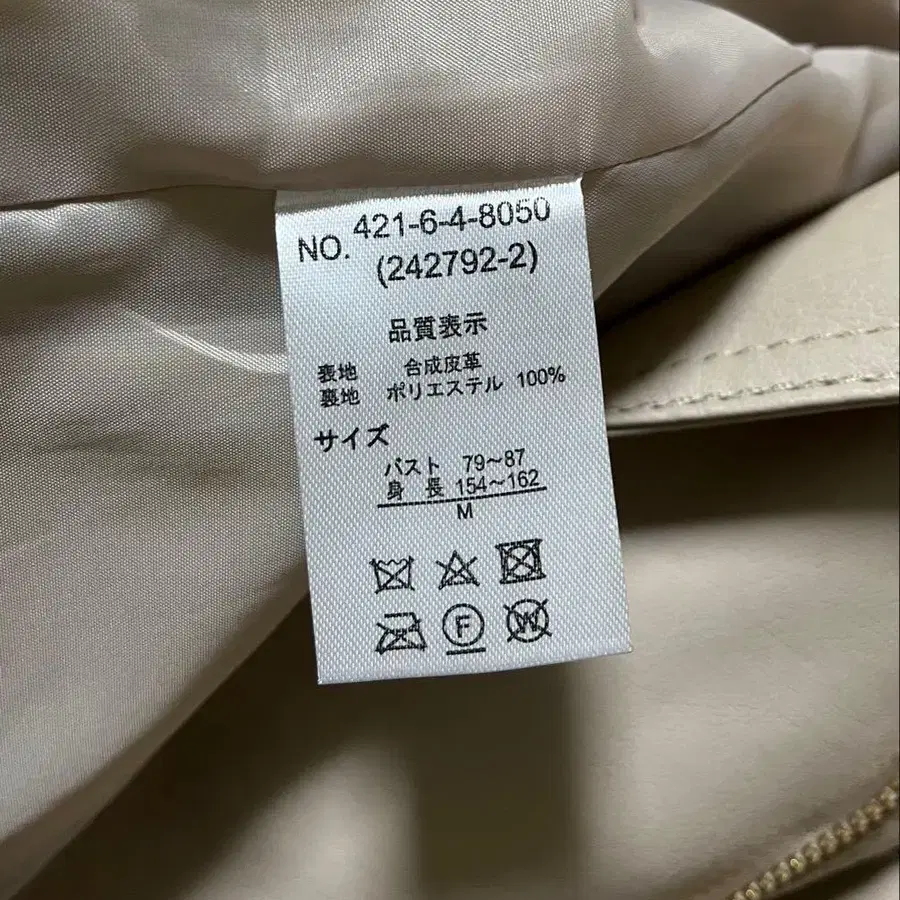 NO. 421-6-4-8050
(242792-2)
品質表示
表地 合成皮革
裏地 ポリエステル 100%
サイズ
バスト 79～87
身長 154～162
M
F
W